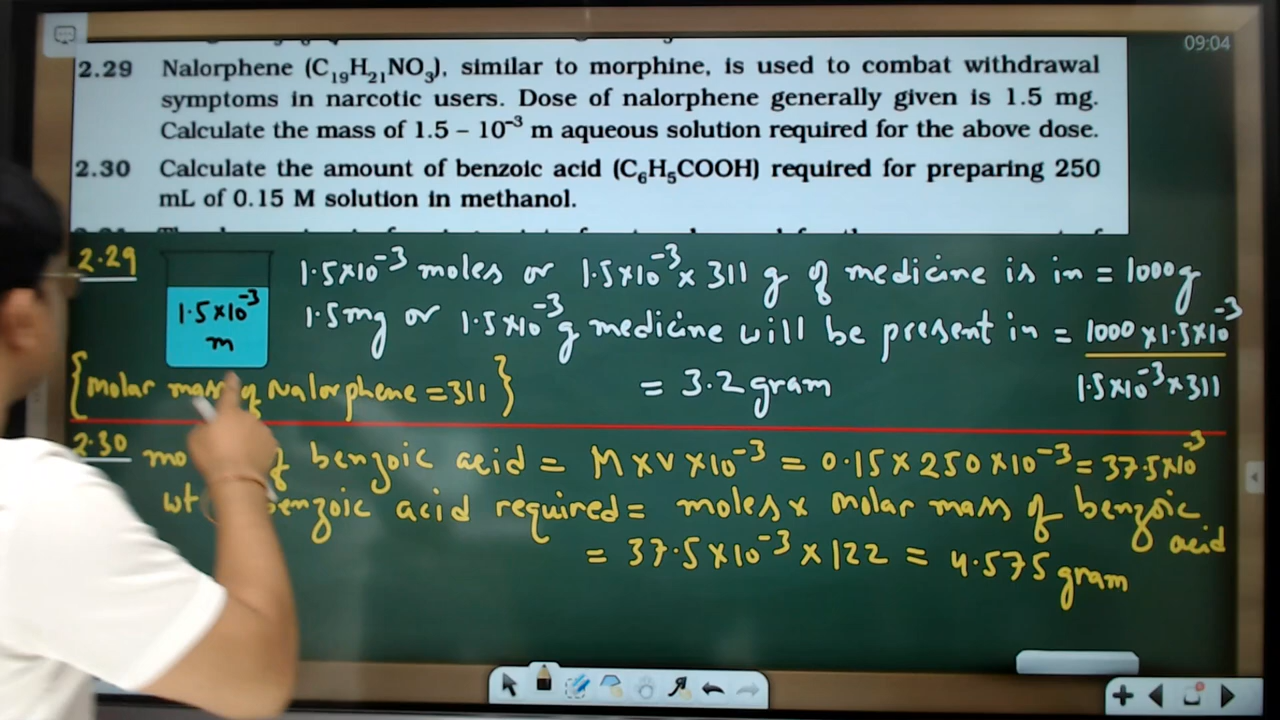 09:04
2.29 Nalorphene (C₁₉H₂₁NO₃), similar to morphine, is used to combat withdrawal
symptoms in narcotic users. Dose of nalorphene generally given is 1.5 mg.
Calculate the mass of 1.5 – 10⁻³ m aqueous solution required for the above dose.
2.30 Calculate the amount of benzoic acid (C₆H₅COOH) required for preparing 250
mL of 0.15 M solution in methanol.
2.29
1.5×10⁻³
m
1.5×10⁻³ moles or 1.5×10⁻³ × 311 g of medicine is in = 1000g
1.5mg or 1.5×10⁻³ g medicine will be present in = 1000 × 1.5×10⁻³
1.5×10⁻³ × 311
= 3.2 gram
{Molar mass of Nalorphene = 311}
2.30 benzoic acid = M×V×10⁻³ = 0.15 × 250 × 10⁻³ = 37.5×10⁻³
wt benzoic acid required = moles × Molar mass of benzoic
acid
= 37.5×10⁻³ × 122 = 4.575 gram